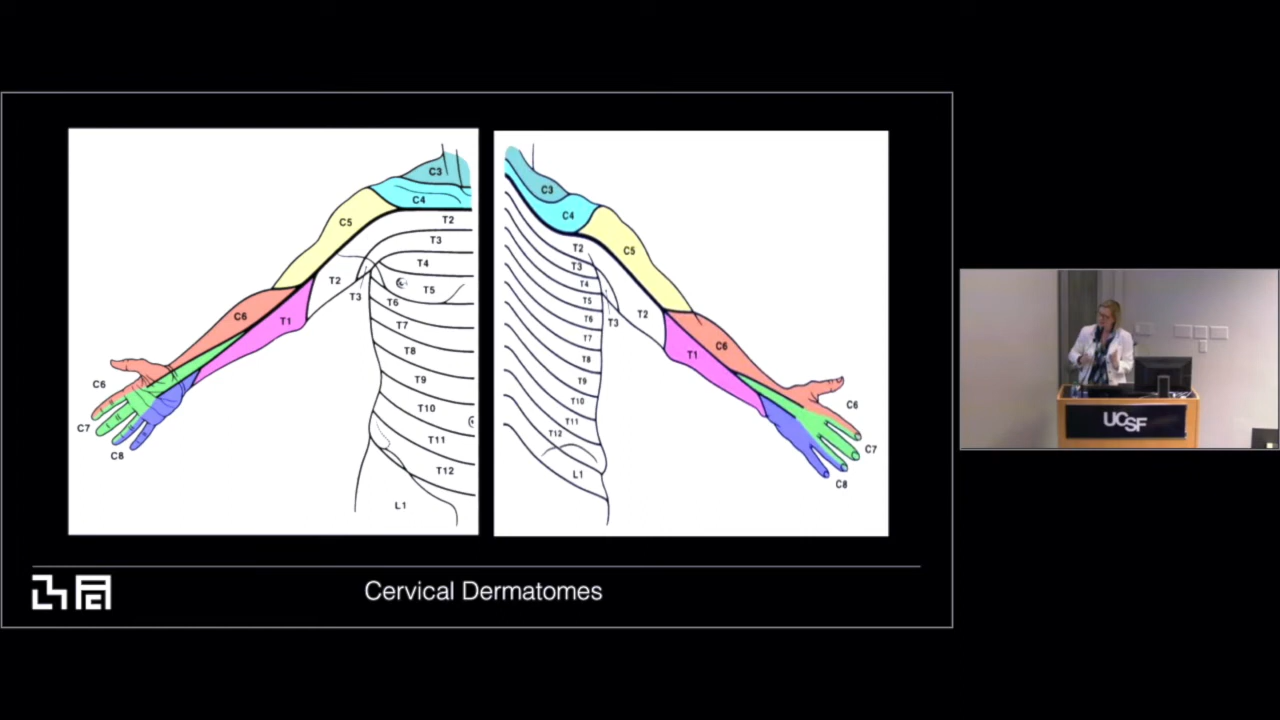 C3
C4
C5
T2
T3
T4
T5
T2
T3
T6
C6
T1
T7
T8
C6
T9
C7
T10
C8
T11
T12
L1
C3
C4
C5
T2
T3
T4
T5
T6
T2
T3
T7
T8
C6
T1
T9
T10
T11
T12
L1
C6
C7
C8
Cervical Dermatomes
UCSF